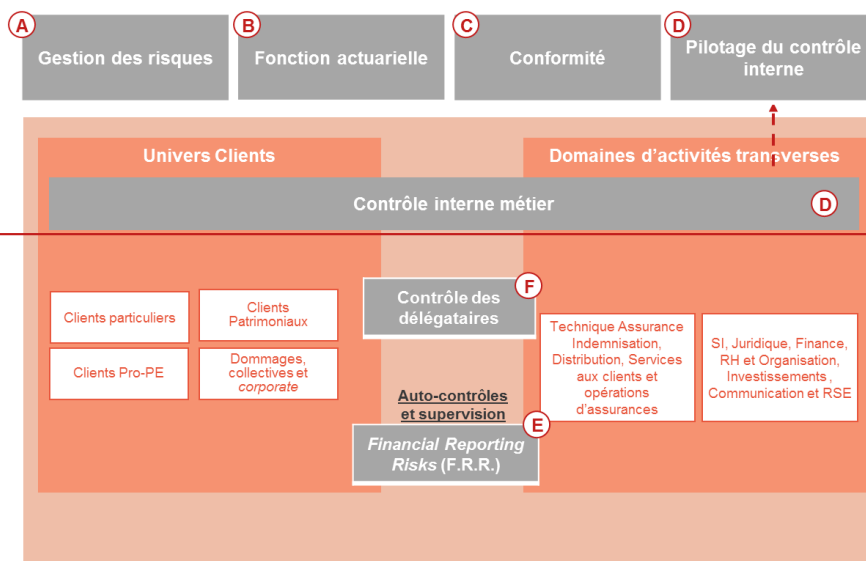 A
Gestion des risques
B
Fonction actuarielle
C
Conformité
D
Pilotage du contrôle
interne
Univers Clients
Domaines d’activités transverses
Contrôle interne métier
D
Clients particuliers
Clients
Patrimoniaux
Clients Pro-PE
Dommages,
collectives et
corporate
F
Contrôle des
délégataires
Technique Assurance
Indemnisation,
Distribution, Services
aux clients et
opérations
d’assurances
SI, Juridique, Finance,
RH et Organisation,
Investissements ,
Communication et RSE
Auto-contrôles
et supervision
E
Financial Reporting
Risks (F.R.R.)